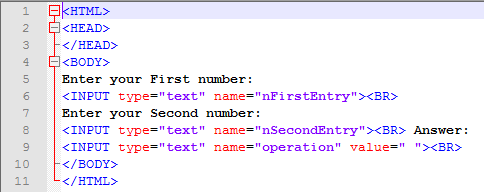 1 <HTML>
2 <HEAD>
3 </HEAD>
4 <BODY>
5 Enter your First number:
6 <INPUT type="text" name="nFirstEntry"><BR>
7 Enter your Second number:
8 <INPUT type="text" name="nSecondEntry"><BR> Answer:
9 <INPUT type="text" name="operation" value=" "><BR>
10 </BODY>
11 </HTML>